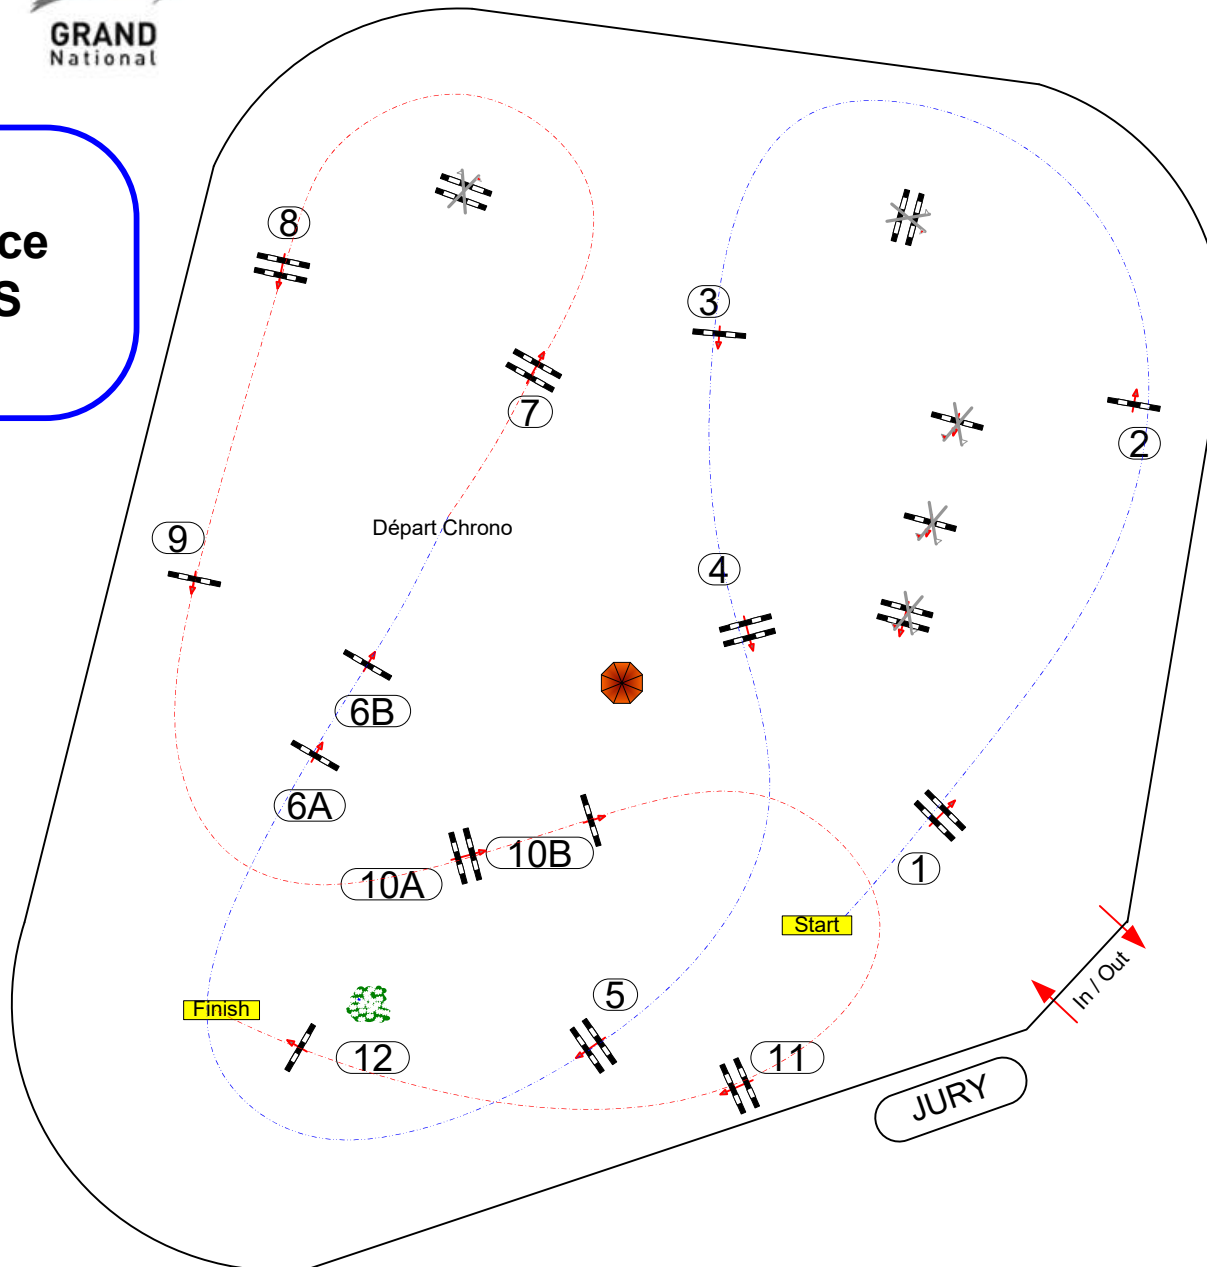 GRAND
National
ce
S
8
3
7
2
Départ Chrono
9
4
6B
6A
10B
10A
1
Start
In / Out
5
Finish
12
11
JURY